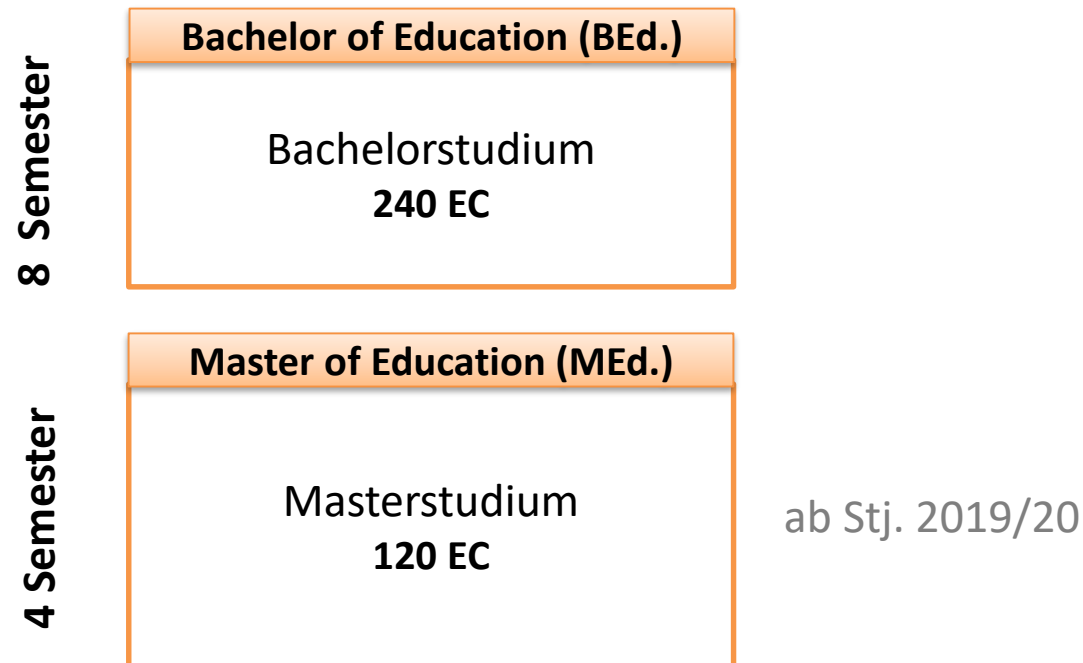 8 Semester
Bachelor of Education (BEd.)
Bachelorstudium
240 EC
4 Semester
Master of Education (MEd.)
Masterstudium
120 EC
ab Stj. 2019/20